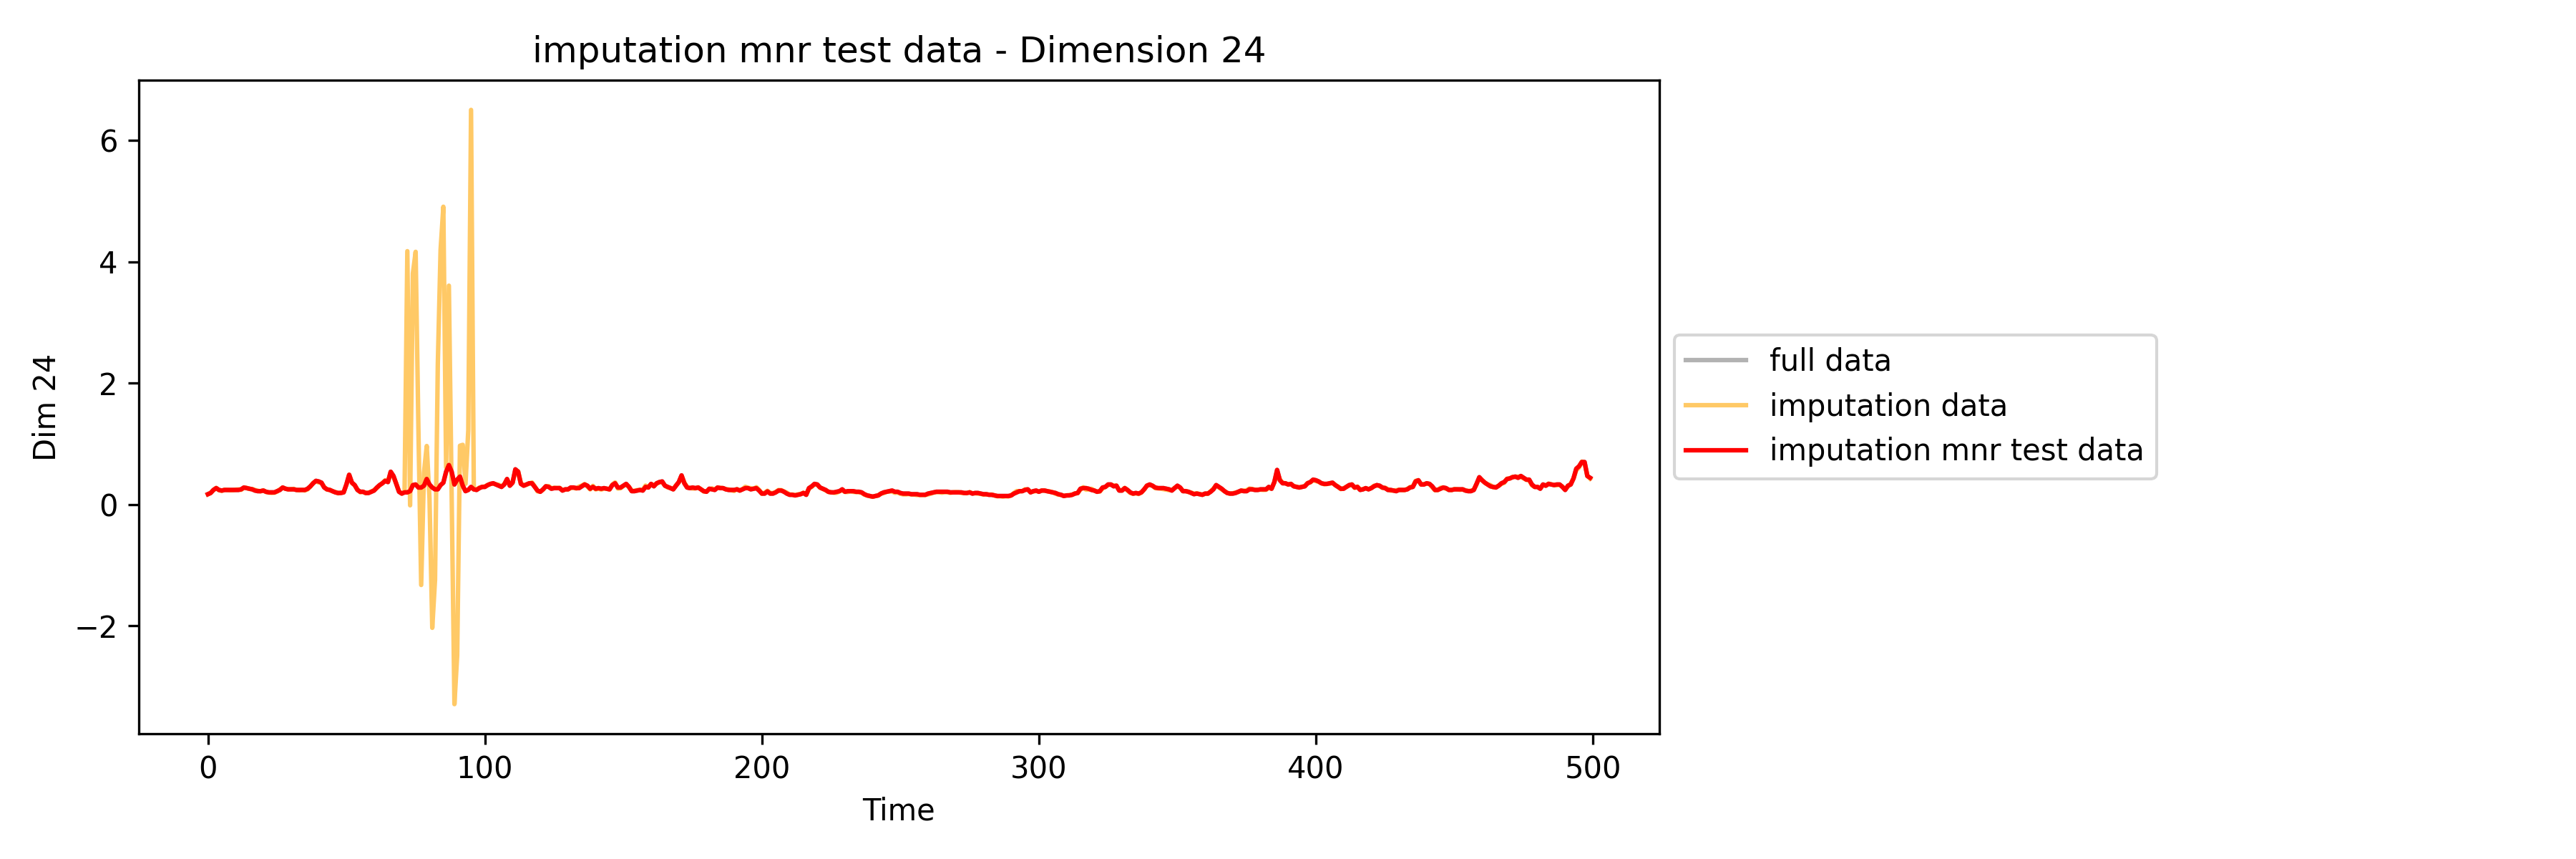 imputation mnr test data - Dimension 24
6
4
2
0
−2
Dim 24
0 100 200 300 400 500
Time
full data
imputation data
imputation mnr test data